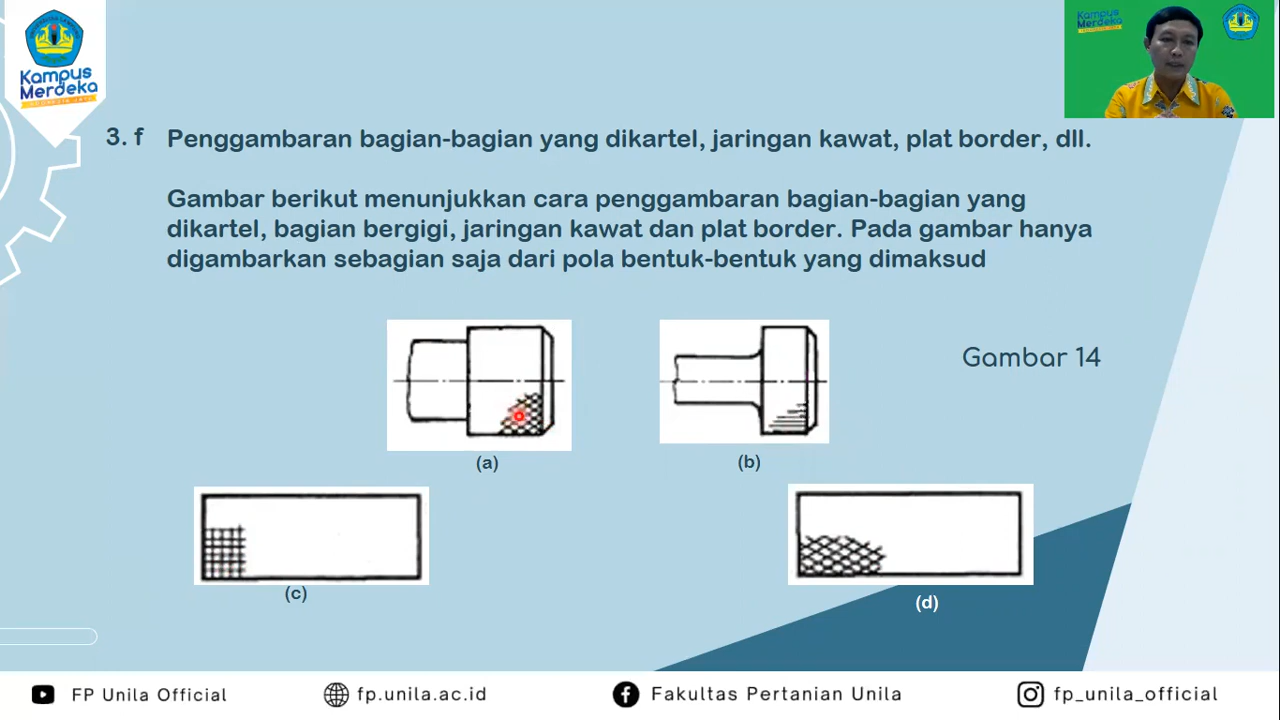 Kampus
Merdeka
INDONESIA JAYA
Kampus
Merdeka
3. f Penggambaran bagian-bagian yang dikartel, jaringan kawat, plat border, dll.
Gambar berikut menunjukkan cara penggambaran bagian-bagian yang
dikartel, bagian bergigi, jaringan kawat dan plat border. Pada gambar hanya
digambarkan sebagian saja dari pola bentuk-bentuk yang dimaksud
Gambar 14
(a)
(b)
(c)
(d)
FP Unila Official
fp.unila.ac.id
Fakultas Pertanian Unila
fp_unila_official